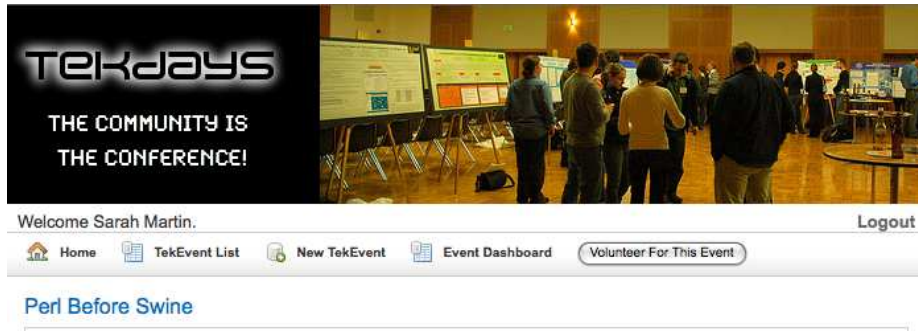 TEKDAYS
THE COMMUNITY IS
THE CONFERENCE!
Welcome Sarah Martin.
Logout
Home
TekEvent List
New TekEvent
Event Dashboard
Volunteer For This Event
Perl Before Swine